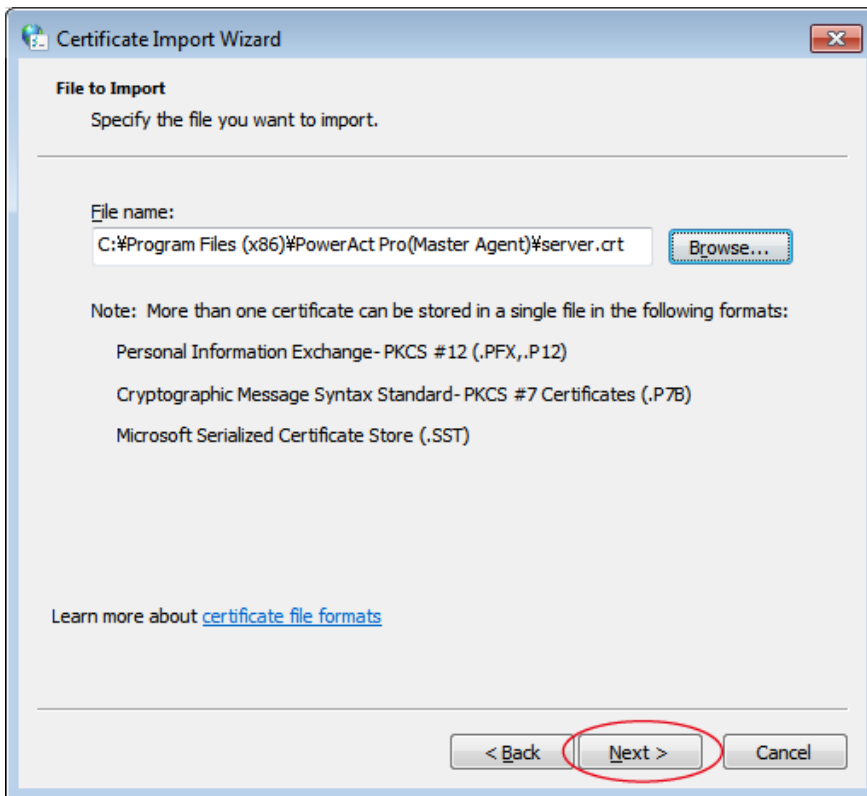 Certificate Import Wizard
File to Import
Specify the file you want to import.
File name:
C:¥Program Files (x86)¥PowerAct Pro(Master Agent)¥server.crt
Browse...
Note: More than one certificate can be stored in a single file in the following formats:
Personal Information Exchange- PKCS #12 (.PFX,.P12)
Cryptographic Message Syntax Standard- PKCS #7 Certificates (.P7B)
Microsoft Serialized Certificate Store (.SST)
Learn more about certificate file formats
< Back
Next >
Cancel